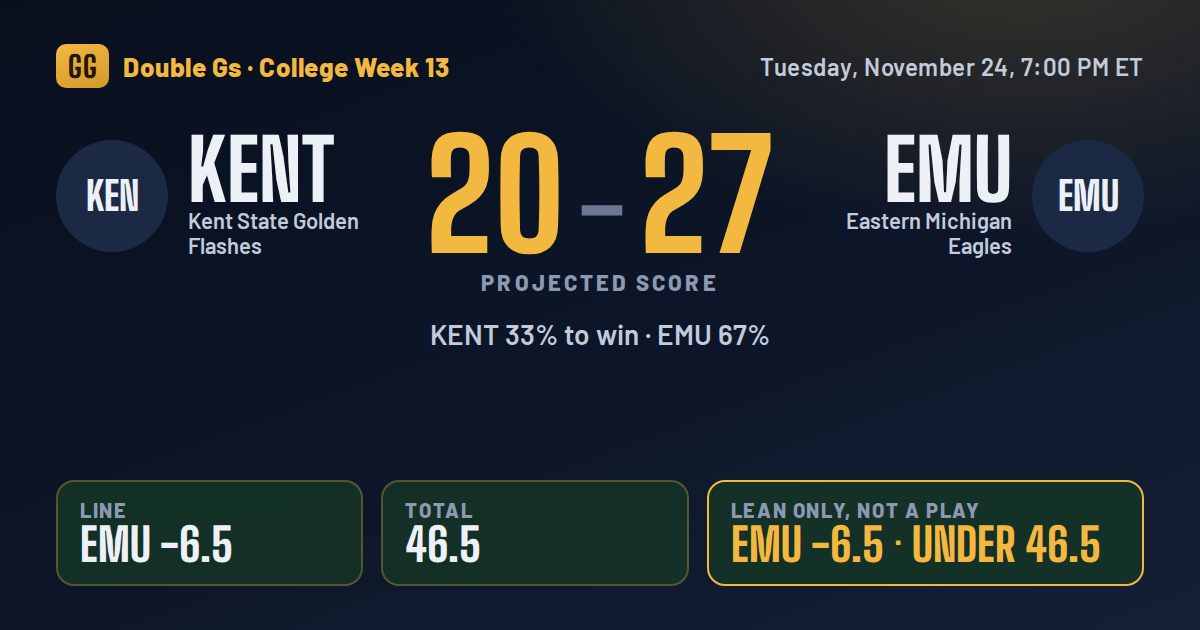 GG
Double Gs · College Week 13
Tuesday, November 24, 7:00 PM ET
KEN
KENT
Kent State Golden
Flashes
20 – 27
PROJECTED SCORE
KENT 33% to win · EMU 67%
EMU
Eastern Michigan
Eagles
EMU
LINE
EMU −6.5
TOTAL
46.5
LEAN ONLY, NOT A PLAY
EMU −6.5 · UNDER 46.5